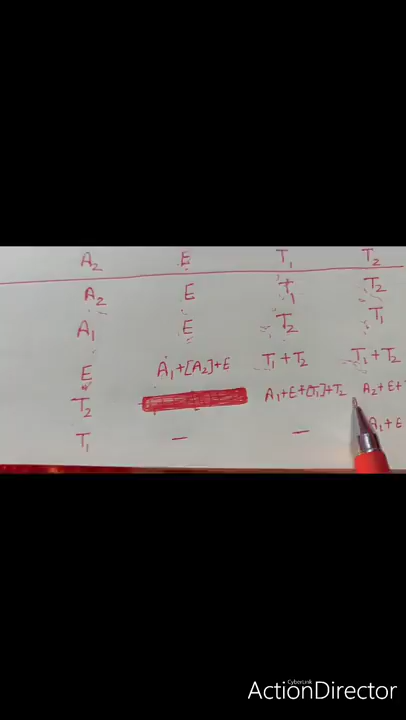 A₂ E T₁ T₂
A₂ E T₁ T₂
A₁ E T₂ T₁
E A₁+[A₂]+E T₁+T₂ T₁+T₂
T₂ A₁+E+[T₁]+T₂ A₂+E+
T₁ — — A₁+E
CyberLink
ActionDirector